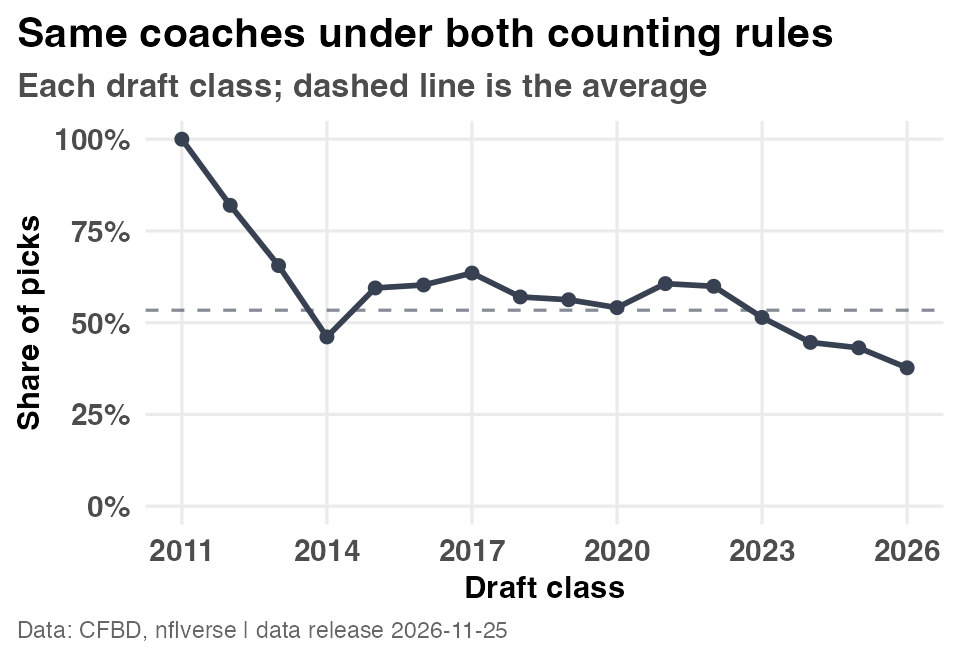 Same coaches under both counting rules
Each draft class; dashed line is the average
Share of picks
100%
75%
50%
25%
0%
2011 2014 2017 2020 2023 2026
Draft class
Data: CFBD, nflverse | data release 2026-11-25